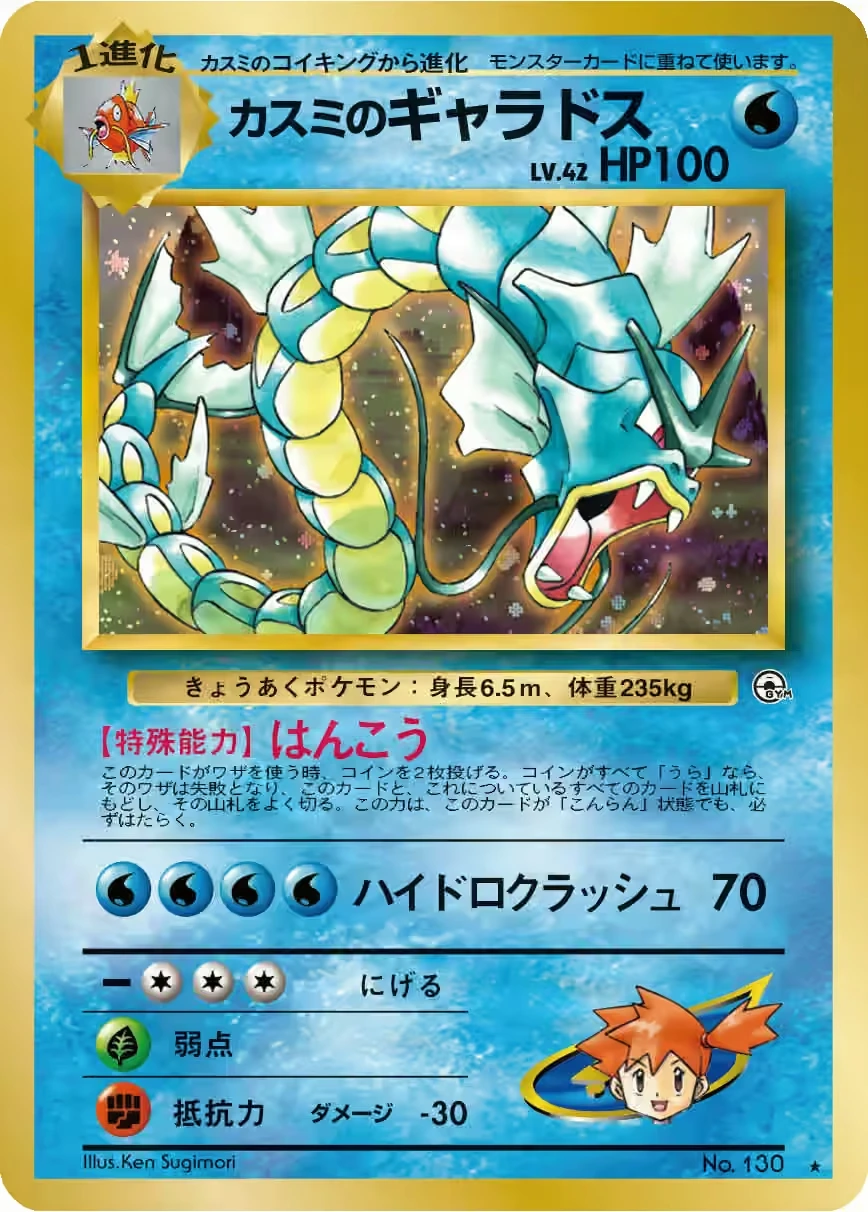 1進化
カスミのコイキングから進化 モンスターカードに重ねて使います。
カスミのギャラドス
LV.42 HP100
きょうあくポケモン：身長6.5m、体重235kg
GYM
【特殊能力】はんこう
このカードがワザを使う時、コインを2枚投げる。コインがすべて「うら」なら、
そのワザは失敗となり、このカードと、これについているすべてのカードを山札に
もどし、その山札をよく切る。この力は、このカードが「こんらん」状態でも、必
ずはたらく。
ハイドロクラッシュ 70
にげる
弱点
抵抗力 ダメージ -30
Illus.Ken Sugimori
No. 130 ★